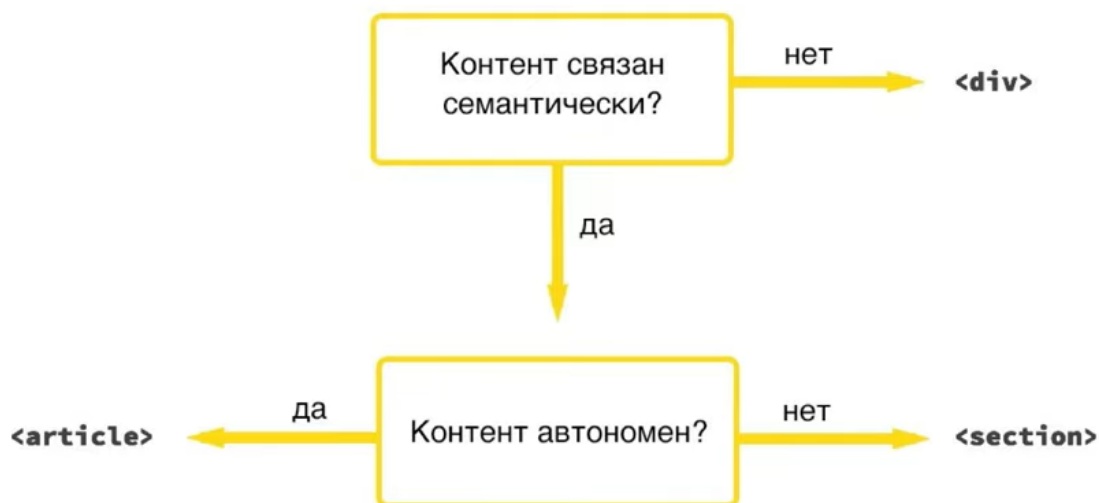 Контент связан
семантически?
нет
<div>
да
да
<article>
Контент автономен?
нет
<section>